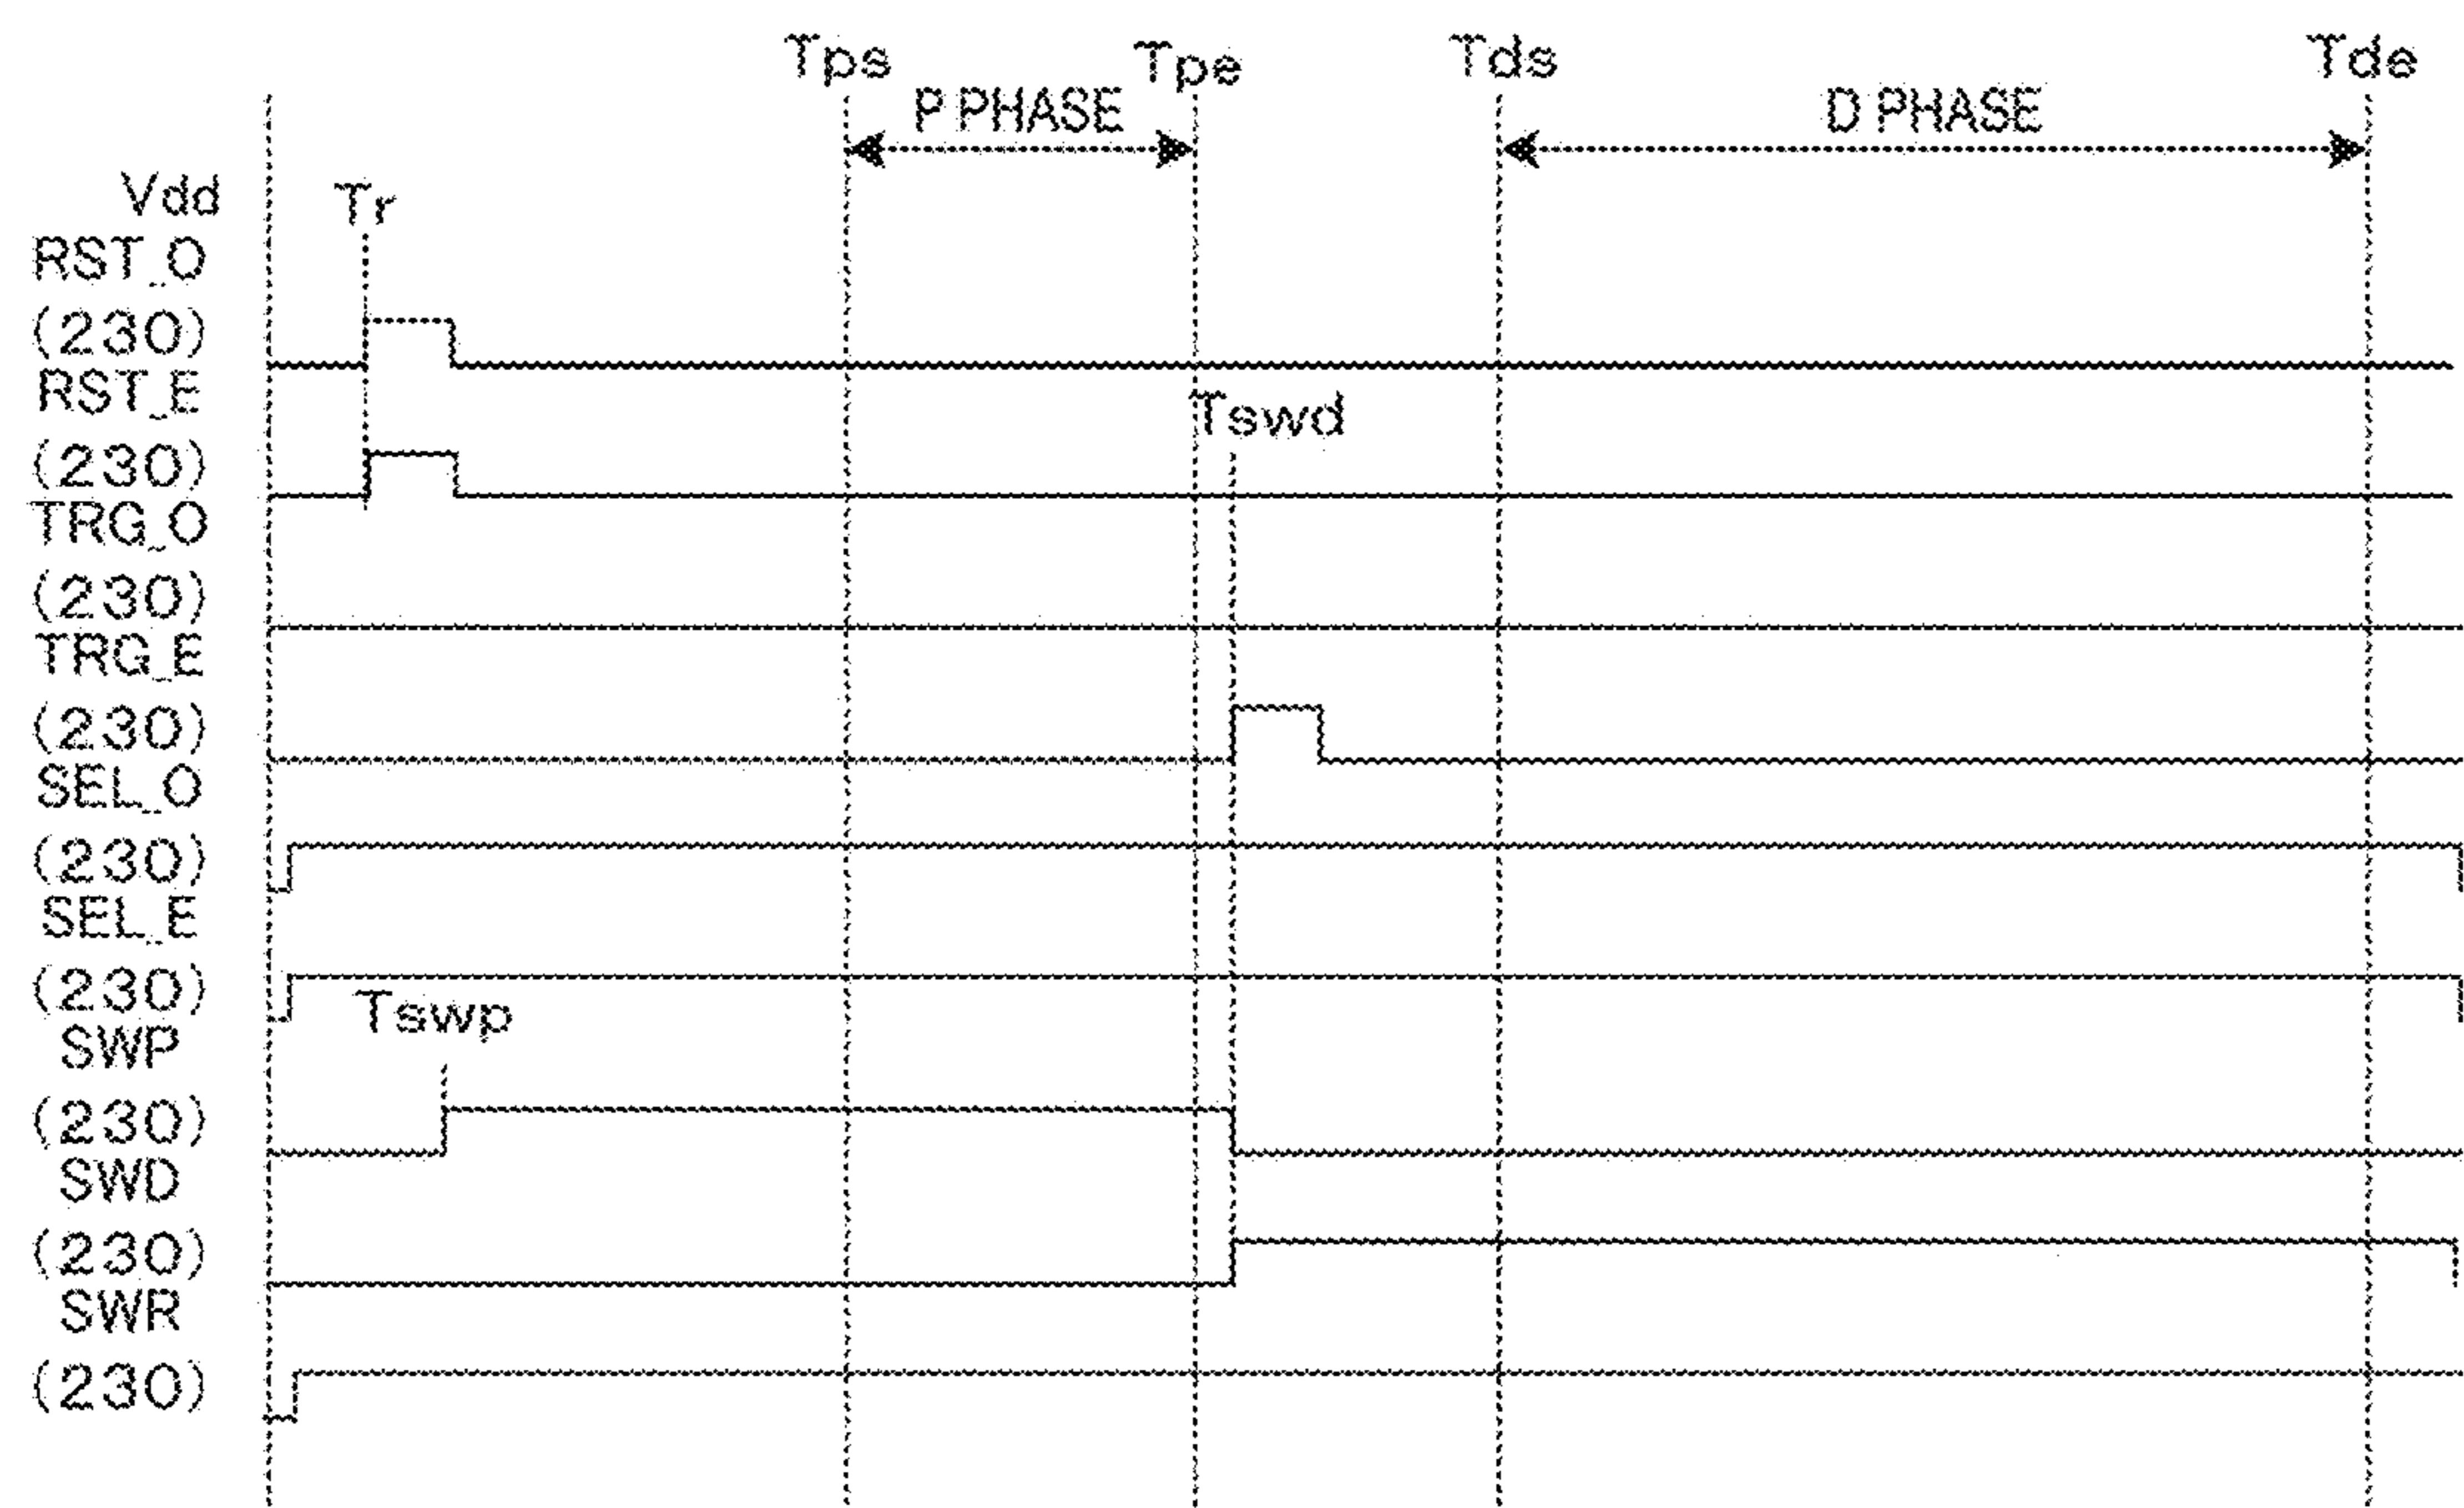 Tps
Tpe
Tds
Tde
P PHASE
D PHASE
Vdd
Tr
RST_O
(230)
RST_E
Tswd
(230)
TRG_O
(230)
TRG_E
(230)
SEL_O
(230)
SEL_E
(230)
Tswp
SWP
(230)
SWD
(230)
SWR
(230)